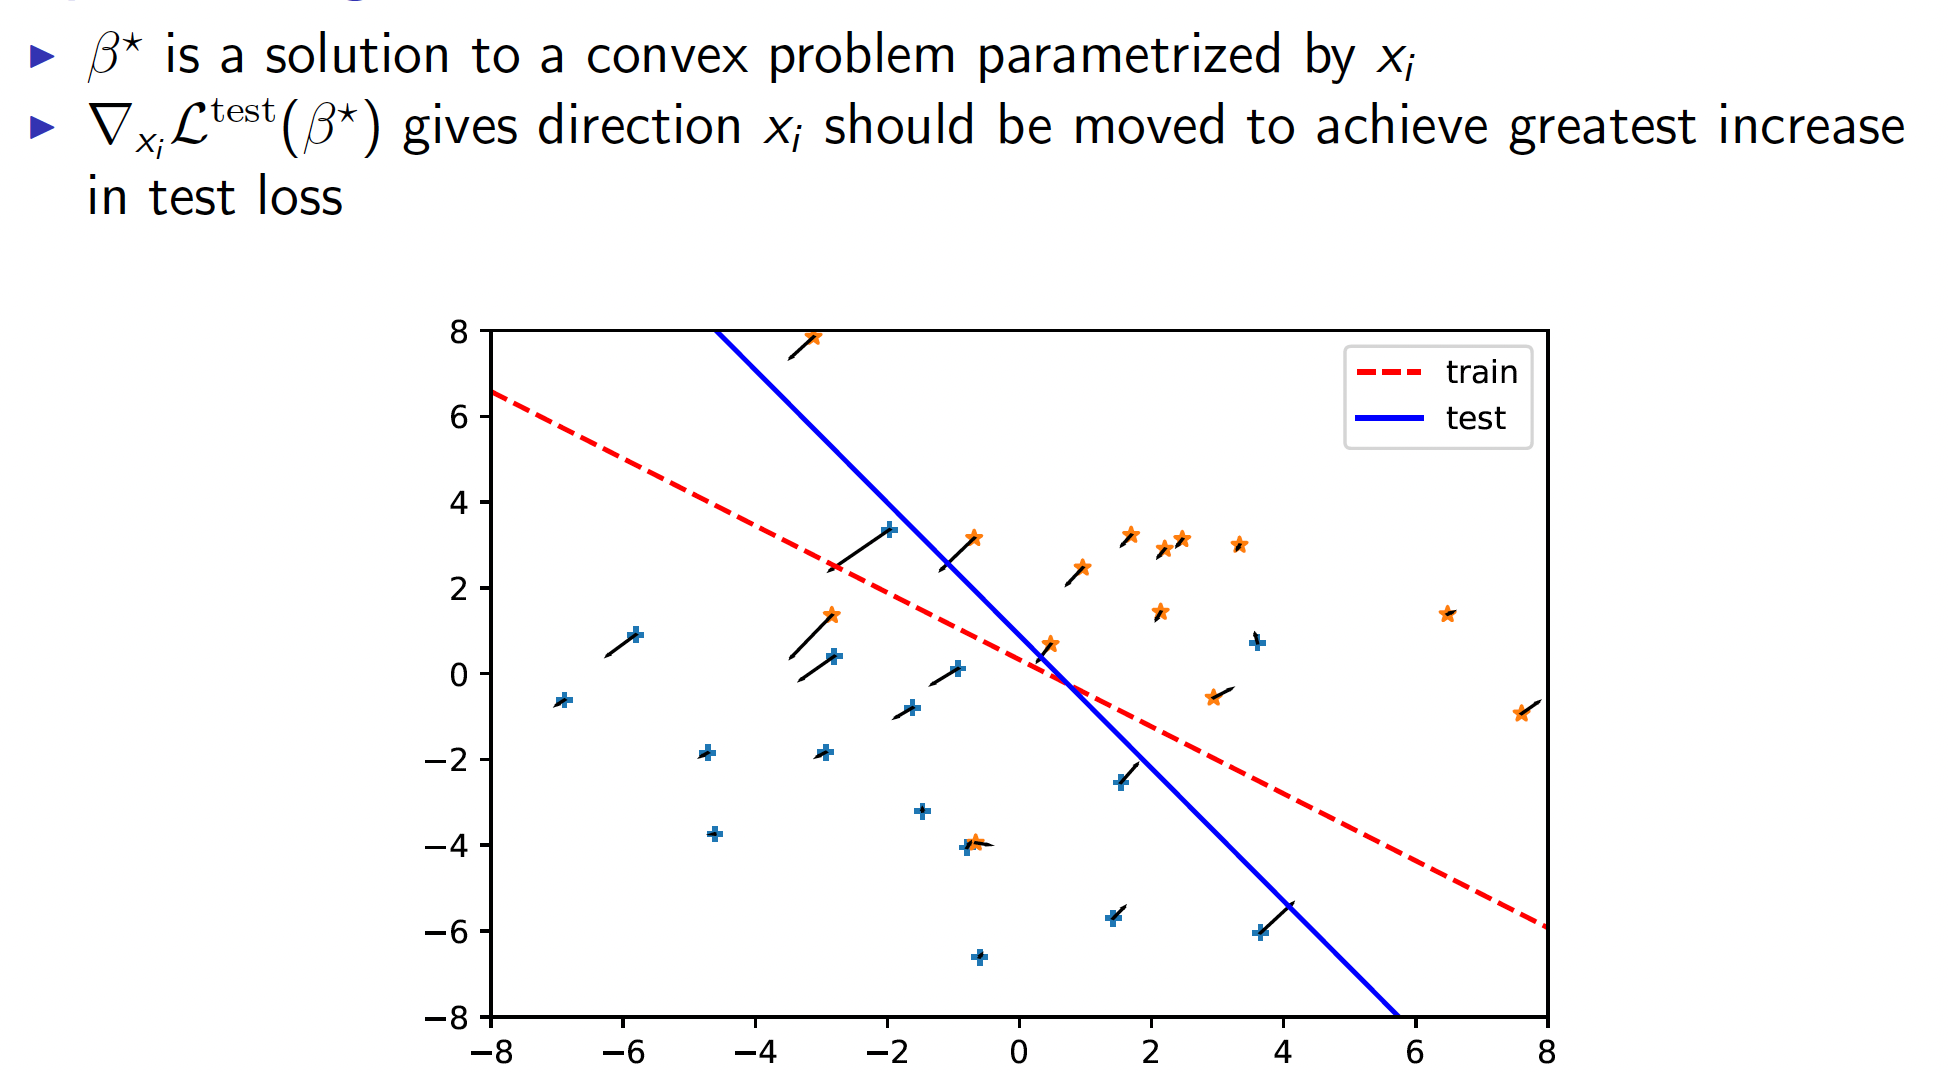 ▶ β⋆ is a solution to a convex problem parametrized by xᵢ
▶ ∇ₓᵢ ℒᵗᵉˢᵗ(β⋆) gives direction xᵢ should be moved to achieve greatest increase
in test loss
train
test
8
6
4
2
0
−2
−4
−6
−8
−8 −6 −4 −2 0 2 4 6 8